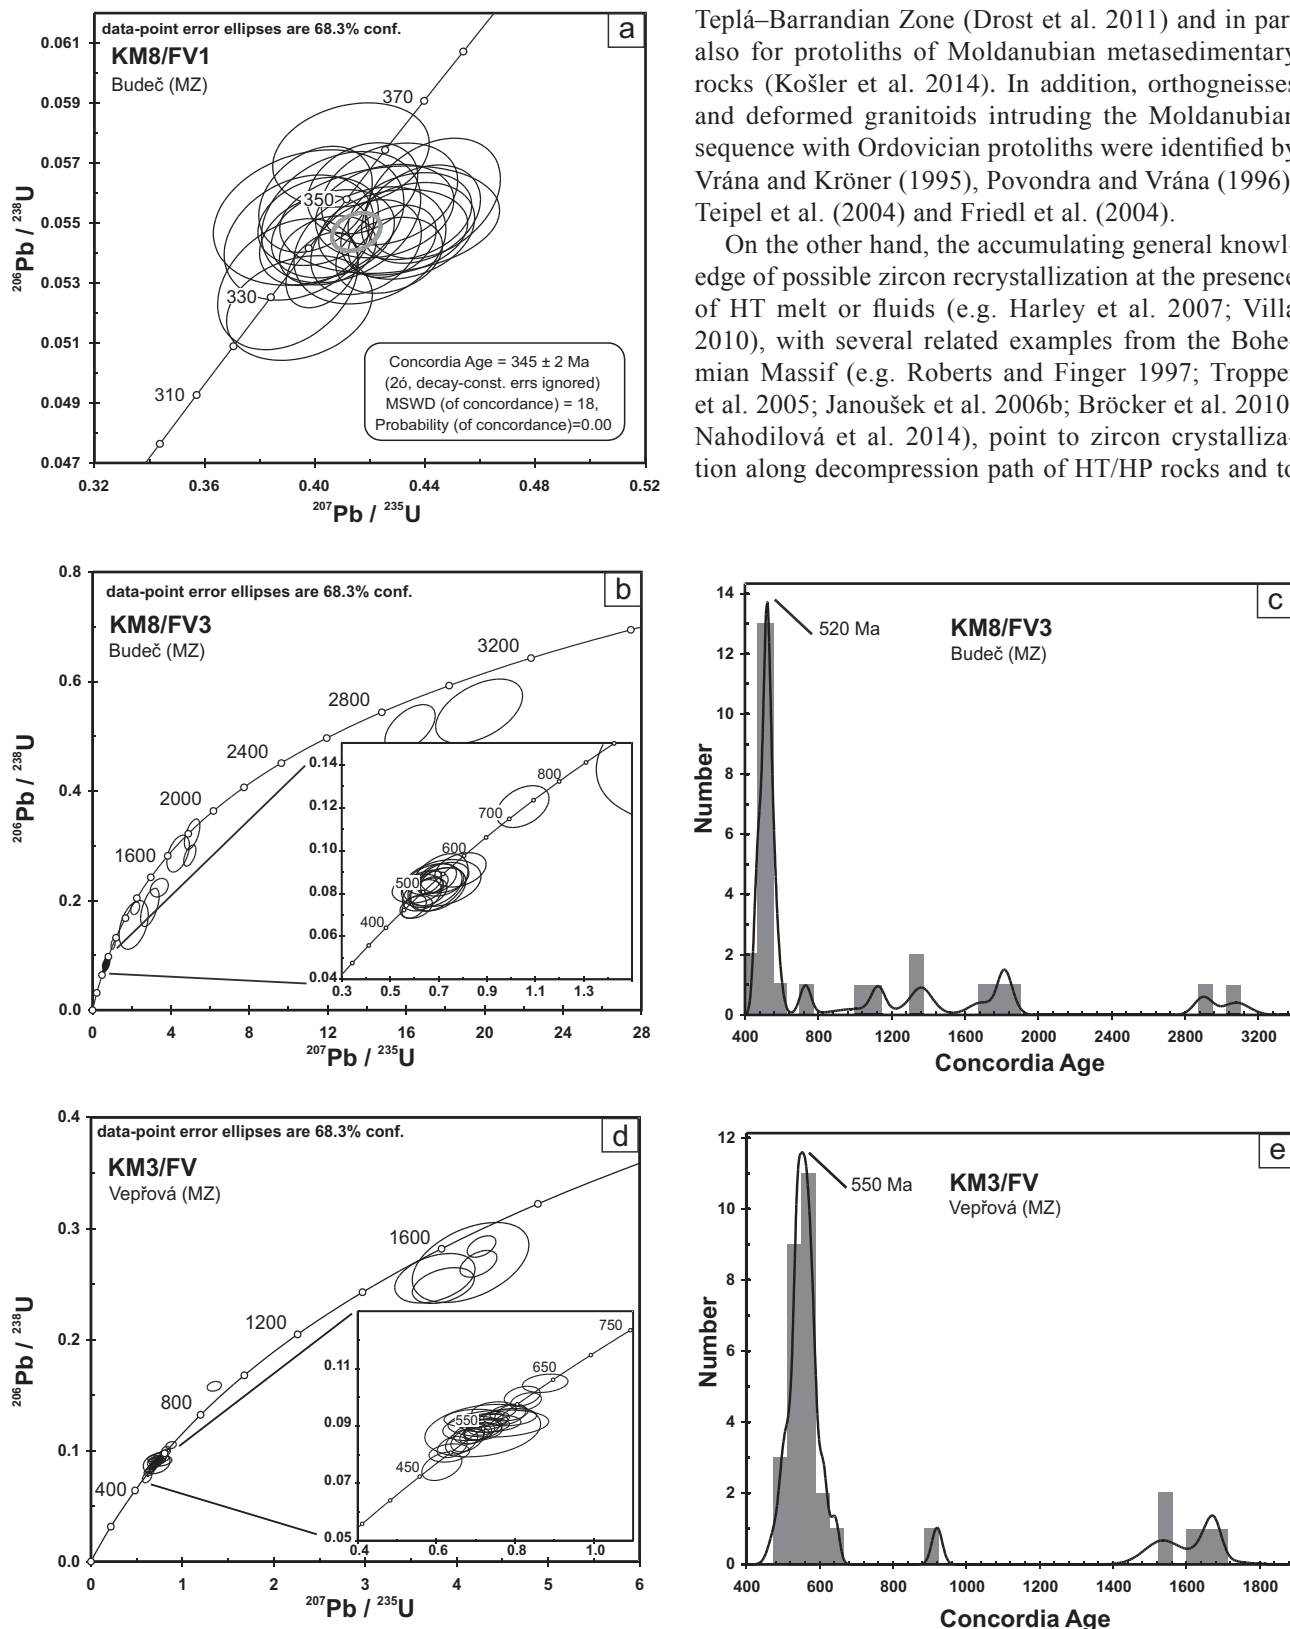 data-point error ellipses are 68.3% conf.
a
KM8/FV1
Budeč (MZ)
0.061
0.059
0.057
0.055
0.053
0.051
0.049
0.047
206Pb / 238U
370
350
330
310
Concordia Age = 345 ± 2 Ma
(2ó, decay-const. errs ignored)
MSWD (of concordance) = 18,
Probability (of concordance)=0.00
0.32 0.36 0.40 0.44 0.48 0.52
207Pb / 235U
Teplá–Barrandian Zone (Drost et al. 2011) and in par
also for protoliths of Moldanubian metasedimentary
rocks (Košler et al. 2014). In addition, orthogneisses
and deformed granitoids intruding the Moldanubian
sequence with Ordovician protoliths were identified by
Vrána and Kröner (1995), Povondra and Vrána (1996)
Teipel et al. (2004) and Friedl et al. (2004).
On the other hand, the accumulating general knowl-
edge of possible zircon recrystallization at the presence
of HT melt or fluids (e.g. Harley et al. 2007; Villa
2010), with several related examples from the Bohe-
mian Massif (e.g. Roberts and Finger 1997; Troppe
et al. 2005; Janoušek et al. 2006b; Bröcker et al. 2010
Nahodilová et al. 2014), point to zircon crystalliza-
tion along decompression path of HT/HP rocks and to
data-point error ellipses are 68.3% conf.
b
KM8/FV3
Budeč (MZ)
0.8
0.6
0.4
0.2
0.0
206Pb / 238U
3200
2800
2400
2000
1600
0.14
0.12
0.10
0.08
0.06
0.04
800
700
600
500
400
0.3 0.5 0.7 0.9 1.1 1.3
0 4 8 12 16 20 24 28
207Pb / 235U
c
KM8/FV3
Budeč (MZ)
520 Ma
14
12
10
8
6
4
2
0
Number
400 800 1200 1600 2000 2400 2800 3200
Concordia Age
data-point error ellipses are 68.3% conf.
d
KM3/FV
Vepřová (MZ)
0.4
0.3
0.2
0.1
0.0
206Pb / 238U
1600
1200
800
400
0.13
0.11
0.09
0.07
0.05
750
650
550
450
0.4 0.6 0.8 1.0
0 1 2 3 4 5 6
207Pb / 235U
e
KM3/FV
Vepřová (MZ)
550 Ma
12
10
8
6
4
2
0
Number
400 600 800 1000 1200 1400 1600 1800
Concordia Age